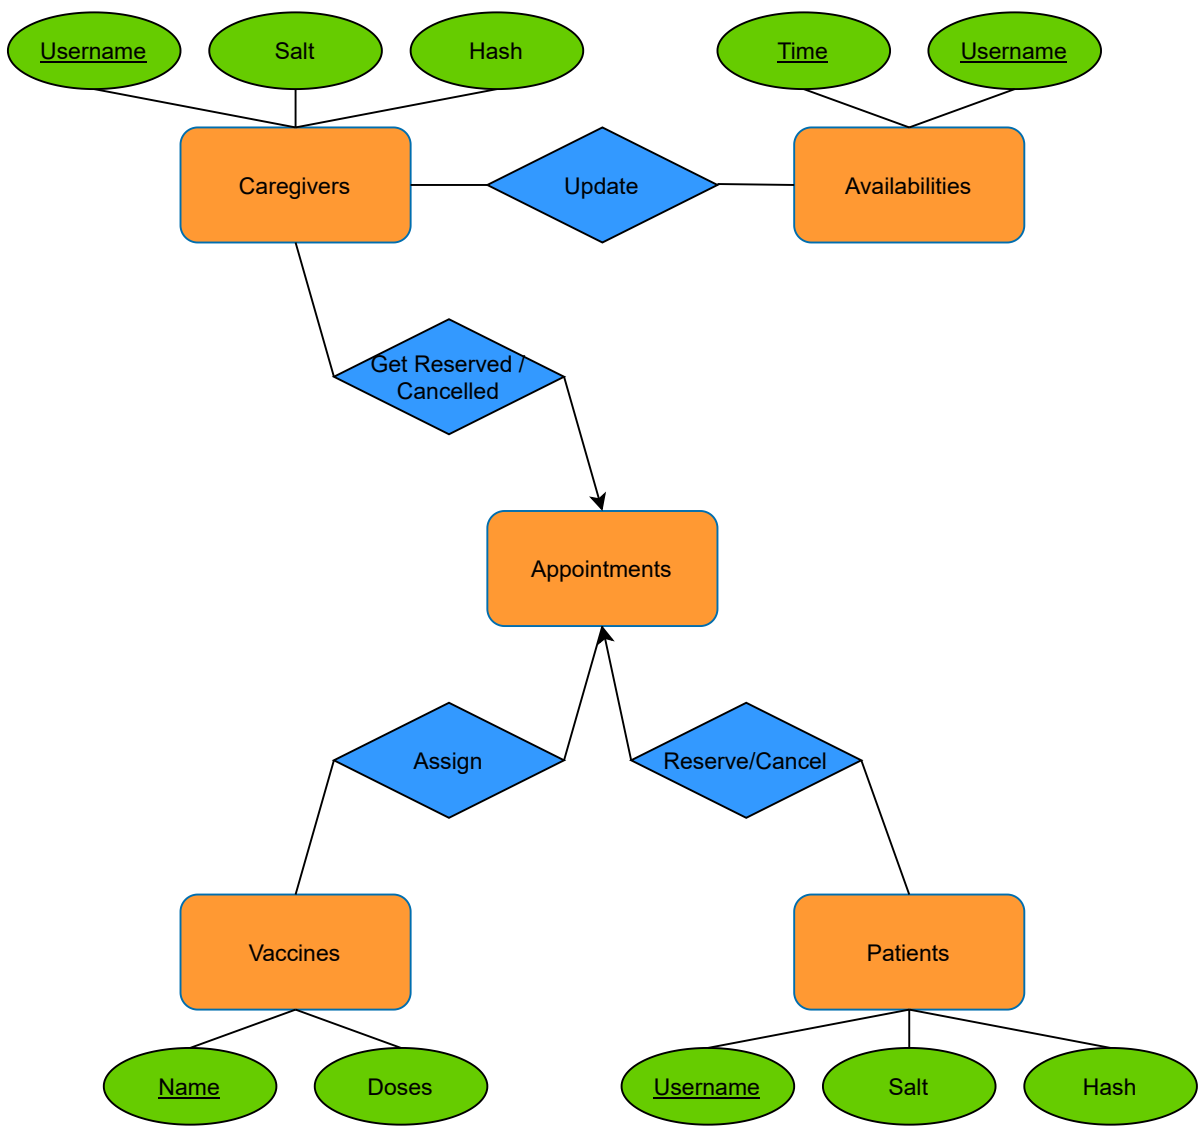 Username
Salt
Hash
Time
Username
Caregivers
Update
Availabilities
Get Reserved /
Cancelled
Appointments
Assign
Reserve/Cancel
Vaccines
Patients
Name
Doses
Username
Salt
Hash